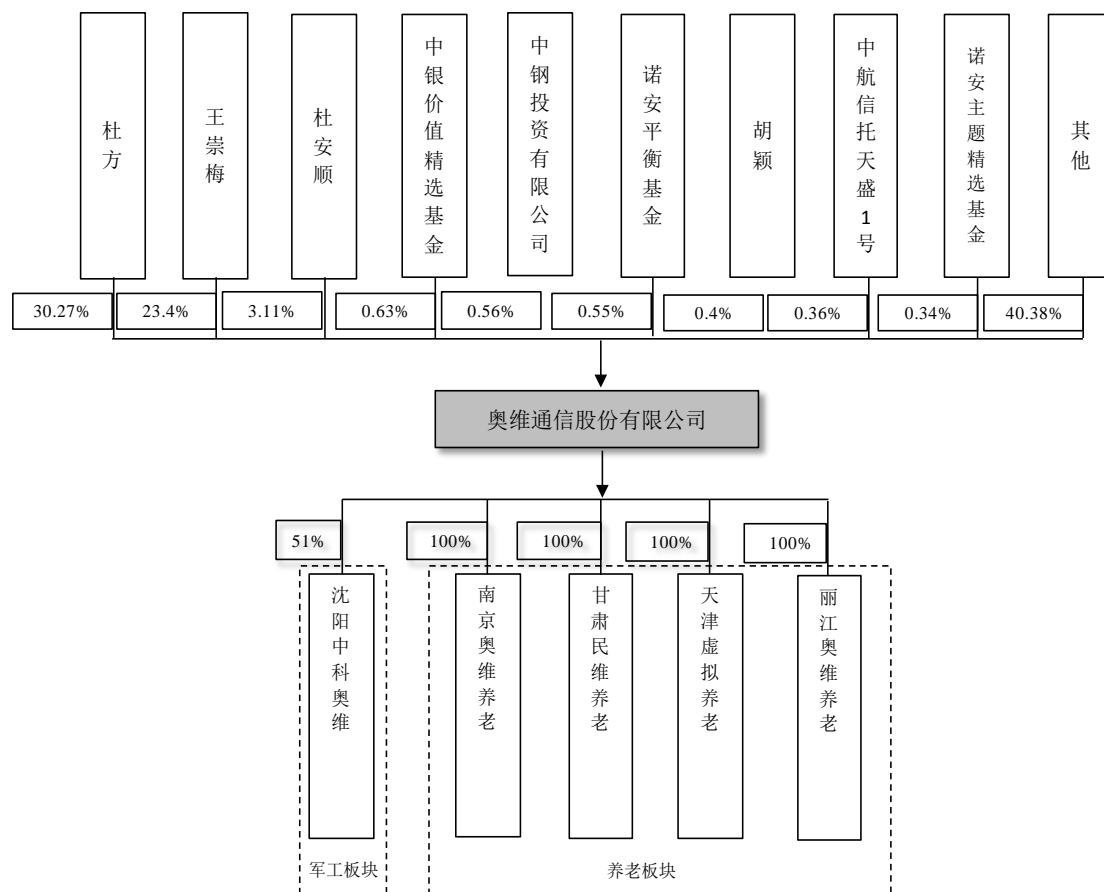 杜方
王崇梅
杜安顺
中银价值精选基金
中钢投资有限公司
诺安平衡基金
胡颖
中航信托天盛1号
诺安主题精选基金
其他
30.27%
23.4%
3.11%
0.63%
0.56%
0.55%
0.4%
0.36%
0.34%
40.38%
奥维通信股份有限公司
51%
100%
100%
100%
100%
沈阳中科奥维
南京奥维养老
甘肃民维养老
天津虚拟养老
丽江奥维养老
军工板块
养老板块